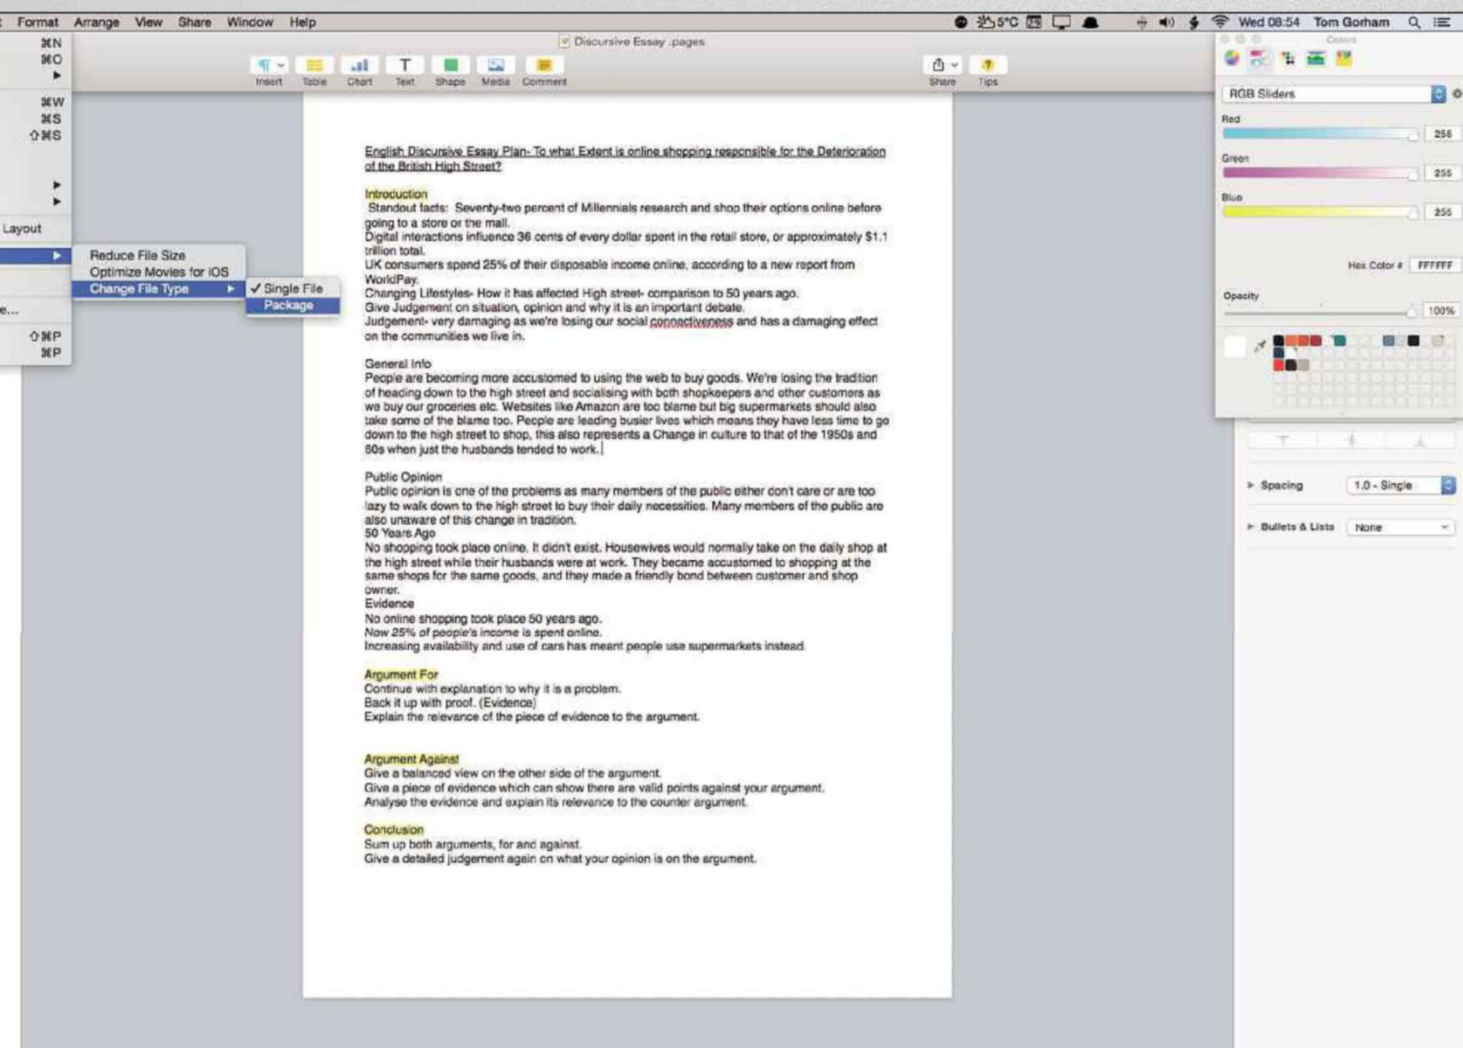 Format Arrange View Share Window Help
5°C
Wed 08:54 Tom Gorham
⌘N
⌘O
⌘W
⌘S
⇧⌘S
Layout
Reduce File Size
Optimize Movies for iOS
Change File Type
✓ Single File
Package
e...
⇧⌘P
⌘P
Discursive Essay .pages
Insert Table Chart Text Shape Media Comment
Share Tips
English Discursive Essay Plan- To what Extent is online shopping responsible for the Deterioration
of the British High Street?
Introduction
Standout facts: Seventy-two percent of Millennials research and shop their options online before
going to a store or the mall.
Digital interactions influence 36 cents of every dollar spent in the retail store, or approximately $1.1
trillion total.
UK consumers spend 25% of their disposable income online, according to a new report from
WorldPay.
Changing Lifestyles- How it has affected High street- comparison to 50 years ago.
Give Judgement on situation, opinion and why it is an important debate.
Judgement- very damaging as we're losing our social connectiveness and has a damaging effect
on the communities we live in.
General Info
People are becoming more accustomed to using the web to buy goods. We're losing the tradition
of heading down to the high street and socialising with both shopkeepers and other customers as
we buy our groceries etc. Websites like Amazon are too blame but big supermarkets should also
take some of the blame too. People are leading busier lives which means they have less time to go
down to the high street to shop, this also represents a Change in culture to that of the 1950s and
60s when just the husbands tended to work.
Public Opinion
Public opinion is one of the problems as many members of the public either don't care or are too
lazy to walk down to the high street to buy their daily necessities. Many members of the public are
also unaware of this change in tradition.
50 Years Ago
No shopping took place online, It didn't exist. Housewives would normally take on the daily shop at
the high street while their husbands were at work. They became accustomed to shopping at the
same shops for the same goods, and they made a friendly bond between customer and shop
owner.
Evidence
No online shopping took place 50 years ago.
Now 25% of people's income is spent online.
Increasing availability and use of cars has meant people use supermarkets instead.
Argument For
Continue with explanation to why it is a problem.
Back it up with proof. (Evidence)
Explain the relevance of the piece of evidence to the argument.
Argument Against
Give a balanced view on the other side of the argument.
Give a piece of evidence which can show there are valid points against your argument.
Analyse the evidence and explain its relevance to the counter argument.
Conclusion
Sum up both arguments, for and against.
Give a detailed judgement again on what your opinion is on the argument.
Colors
RGB Sliders
Red
255
Green
255
Blue
255
Hex Color # FFFFFF
Opacity
100%
Spacing 1.0 - Single
Bullets & Lists None